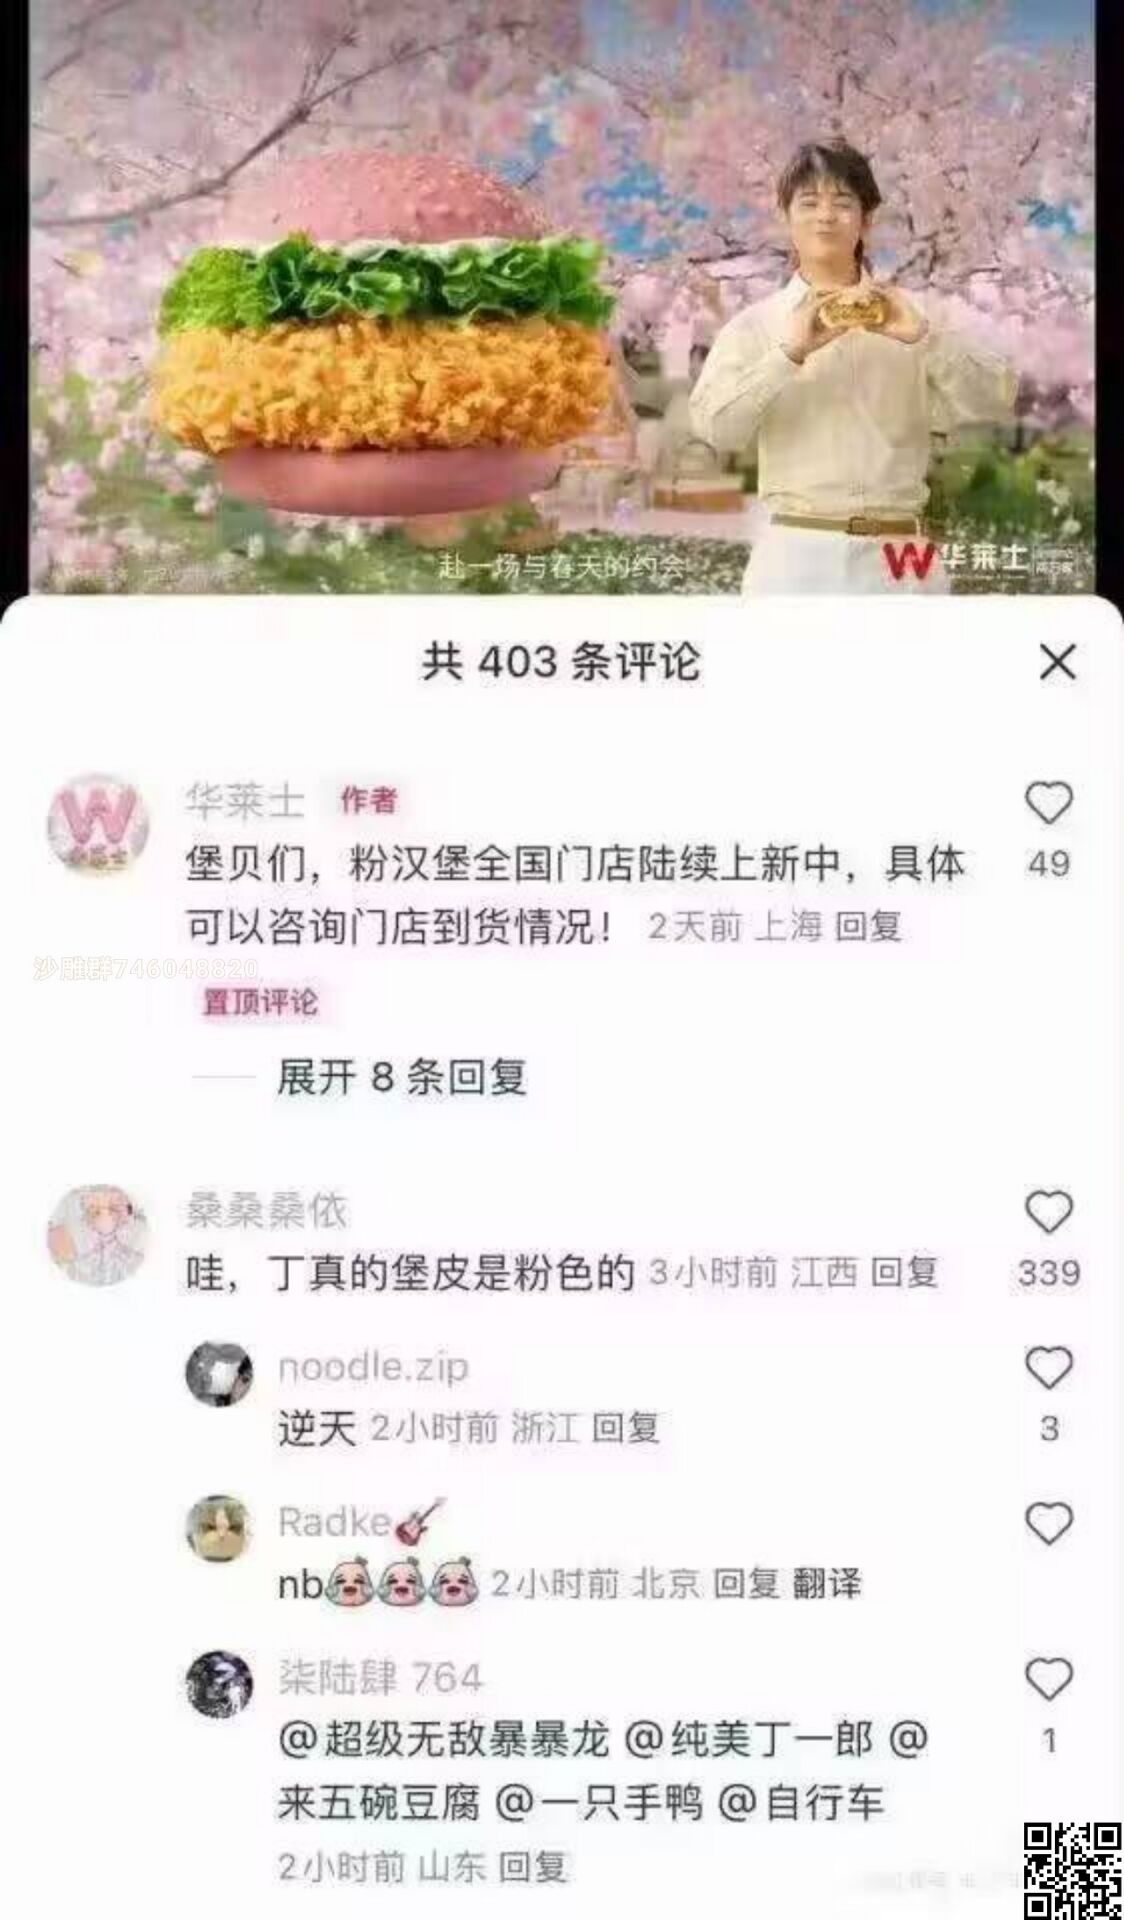 赴一场与春天的约会
W华莱士
共 403 条评论
华莱士 作者
堡贝们，粉汉堡全国门店陆续上新中，具体
可以咨询门店到货情况！ 2天前 上海 回复
49
沙雕群746048820
置顶评论
展开 8 条回复
桑桑桑依
哇，丁真的堡皮是粉色的 3小时前 江西 回复
339
noodle.zip
逆天 2小时前 浙江 回复
3
Radke
nb 2小时前 北京 回复 翻译
柒陆肆 764
@超级无敌暴暴龙 @纯美丁一郎 @
1
来五碗豆腐 @一只手鸭 @自行车
2小时前 山东 回复